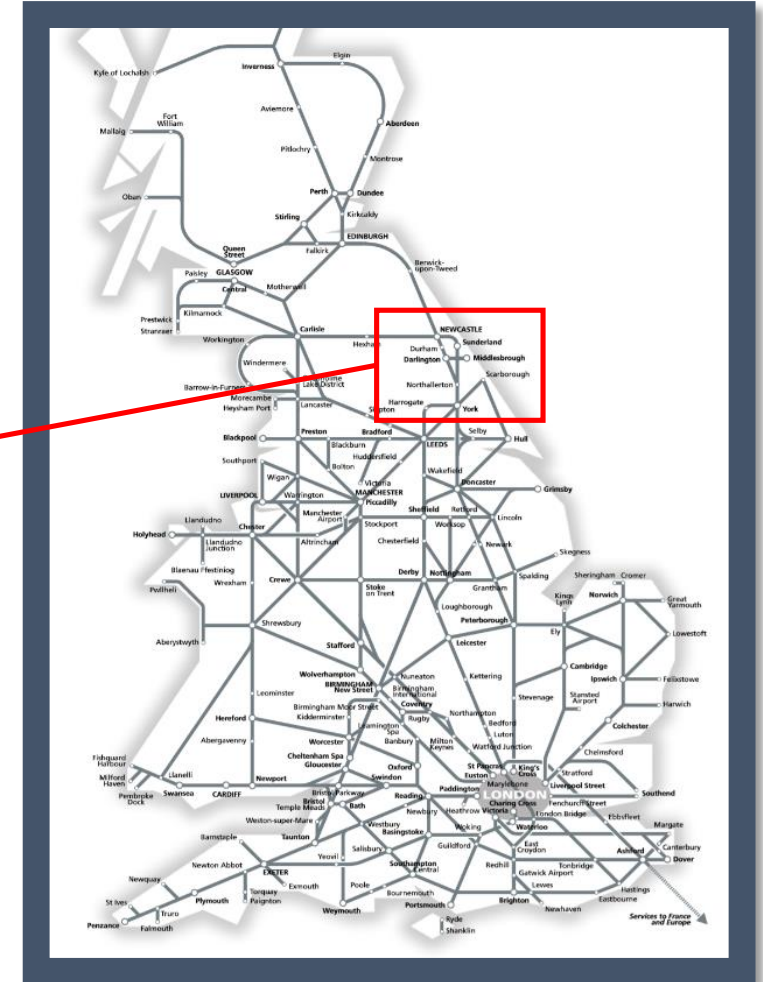 Elgin
Inverness
Kyle of Lochalsh
Aviemore
Fort
William
Aberdeen
Mallaig
Pitlochry
Montrose
Oban
Perth
Dundee
Stirling
Kirkcaldy
EDINBURGH
Queen
Street
Falkirk
Berwick-
upon-Tweed
Paisley
GLASGOW
Central
Motherwell
Prestwick
Kilmarnock
Stranraer
Carlisle
NEWCASTLE
Workington
Hexham
Sunderland
Durham
Darlington
Middlesbrough
Windermere
Scarborough
Lake District
Barrow-in-Furness
Northallerton
Morecambe
Heysham Port
Lancaster
Harrogate
Skipton
York
Preston
Bradford
Selby
Blackpool
Blackburn
LEEDS
Hull
Southport
Huddersfield
Bolton
Wakefield
Wigan
Victoria
Doncaster
LIVERPOOL
Warrington
MANCHESTER
Piccadilly
Grimsby
Manchester
Airport
Sheffield
Retford
Llandudno
Stockport
Worksop
Lincoln
Holyhead
Chester
Llandudno
Junction
Altrincham
Chesterfield
Newark
Skegness
Blaenau Ffestiniog
Wrexham
Crewe
Stoke
on Trent
Derby
Nottingham
Spalding
Sheringham
Cromer
Pwllheli
Grantham
Kings
Lynn
Norwich
Great
Yarmouth
Loughborough
Aberystwyth
Shrewsbury
Peterborough
Ely
Lowestoft
Stafford
Leicester
Wolverhampton
Nuneaton
Kettering
Cambridge
BIRMINGHAM
New Street
Birmingham
International
Ipswich
Felixstowe
Leominster
Coventry
Stevenage
Stansted
Airport
Harwich
Birmingham Moor Street
Kidderminster
Rugby
Northampton
Hereford
Leamington
Spa
Bedford
Colchester
Abergavenny
Worcester
Banbury
Milton
Keynes
Luton
Watford Junction
Chelmsford
Fishguard
Harbour
Cheltenham Spa
Gloucester
Oxford
St Pancras
King's
Cross
Milford
Haven
Llanelli
Newport
Swindon
Euston
Stratford
Pembroke
Dock
Swansea
CARDIFF
Bristol Parkway
Reading
Paddington
Marylebone
Liverpool Street
LONDON
Southend
Bristol
Temple Meads
Bath
Newbury
Heathrow
Victoria
Charing Cross
Fenchurch Street
Weston-super-Mare
London Bridge
Ebbsfleet
Barnstaple
Taunton
Westbury
Basingstoke
Woking
Waterloo
Margate
Yeovil
Salisbury
Guildford
East
Croydon
Canterbury
Newton Abbot
EXETER
Southampton
Central
Redhill
Tonbridge
Ashford
Dover
Newquay
Exmouth
Poole
Gatwick Airport
St Ives
Plymouth
Torquay
Paignton
Bournemouth
Lewes
Hastings
Truro
Weymouth
Portsmouth
Brighton
Eastbourne
Penzance
Falmouth
Newhaven
Ryde
Shanklin
Services to France
and Europe